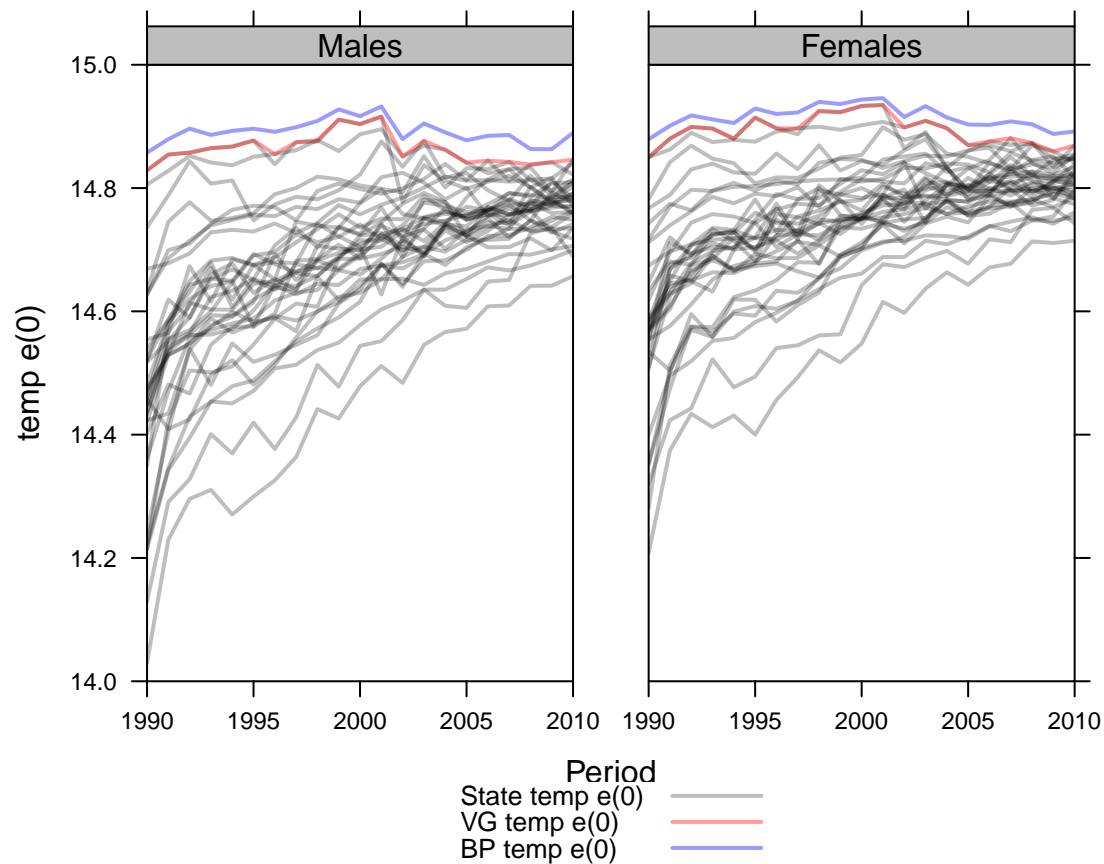 Males Females
temp e(0)
15.0
14.8
14.6
14.4
14.2
14.0
1990 1995 2000 2005 2010 1990 1995 2000 2005 2010
Period
State temp e(0)
VG temp e(0)
BP temp e(0)